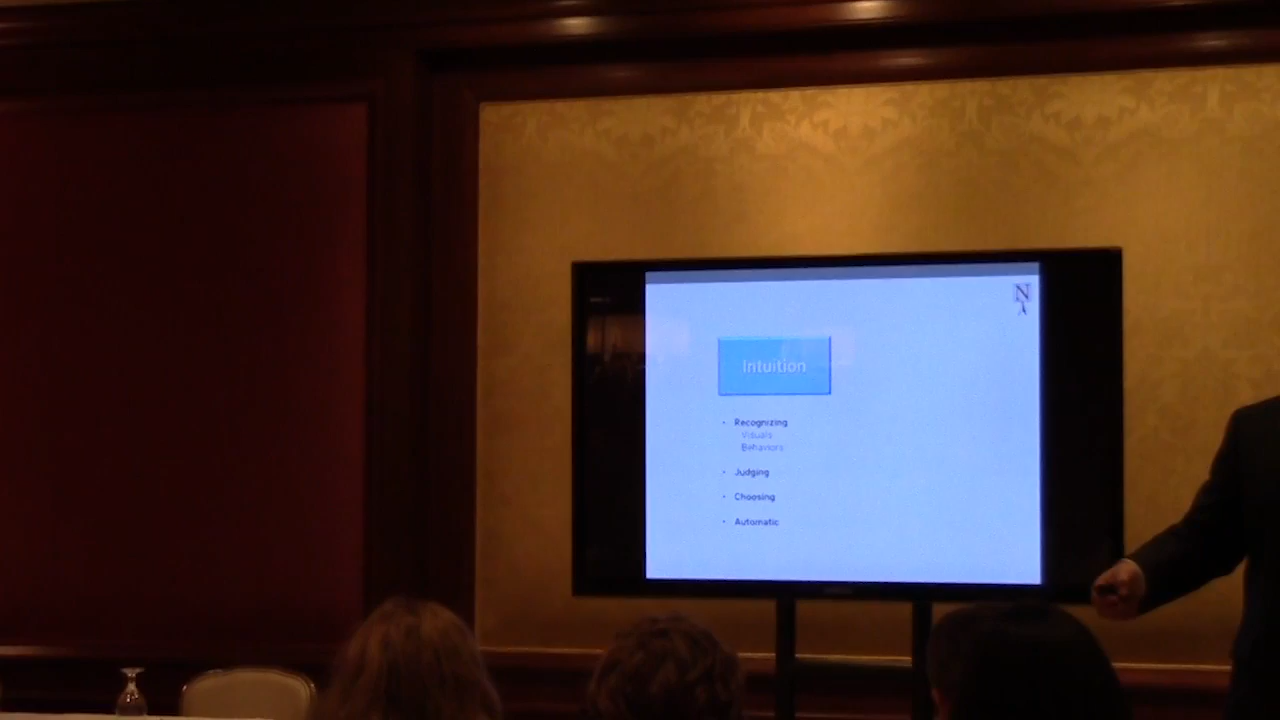 N
Intuition
· Recognizing
Visuals
Behaviors
· Judging
· Choosing
· Automatic